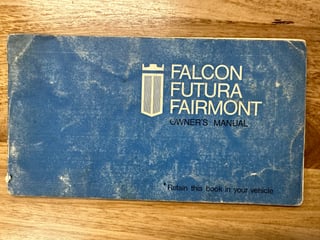 FALCON
FUTURA
FAIRMONT
OWNER'S MANUAL
*Retain this book in your vehicle